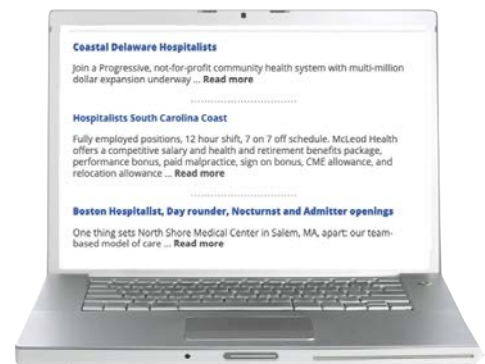 Coastal Delaware Hospitalists
Join a Progressive, not-for-profit community health system with multi-million
dollar expansion underway ... Read more
Hospitalists South Carolina Coast
Fully employed positions, 12 hour shift, 7 on 7 off schedule. McLeod Health
offers a competitive salary and health and retirement benefits package,
performance bonus, paid malpractice, sign on bonus, CME allowance, and
relocation allowance ... Read more
Boston Hospitalist, Day rounder, Nocturnst and Admitter openings
One thing sets North Shore Medical Center in Salem, MA, apart: our team-
based model of care ... Read more